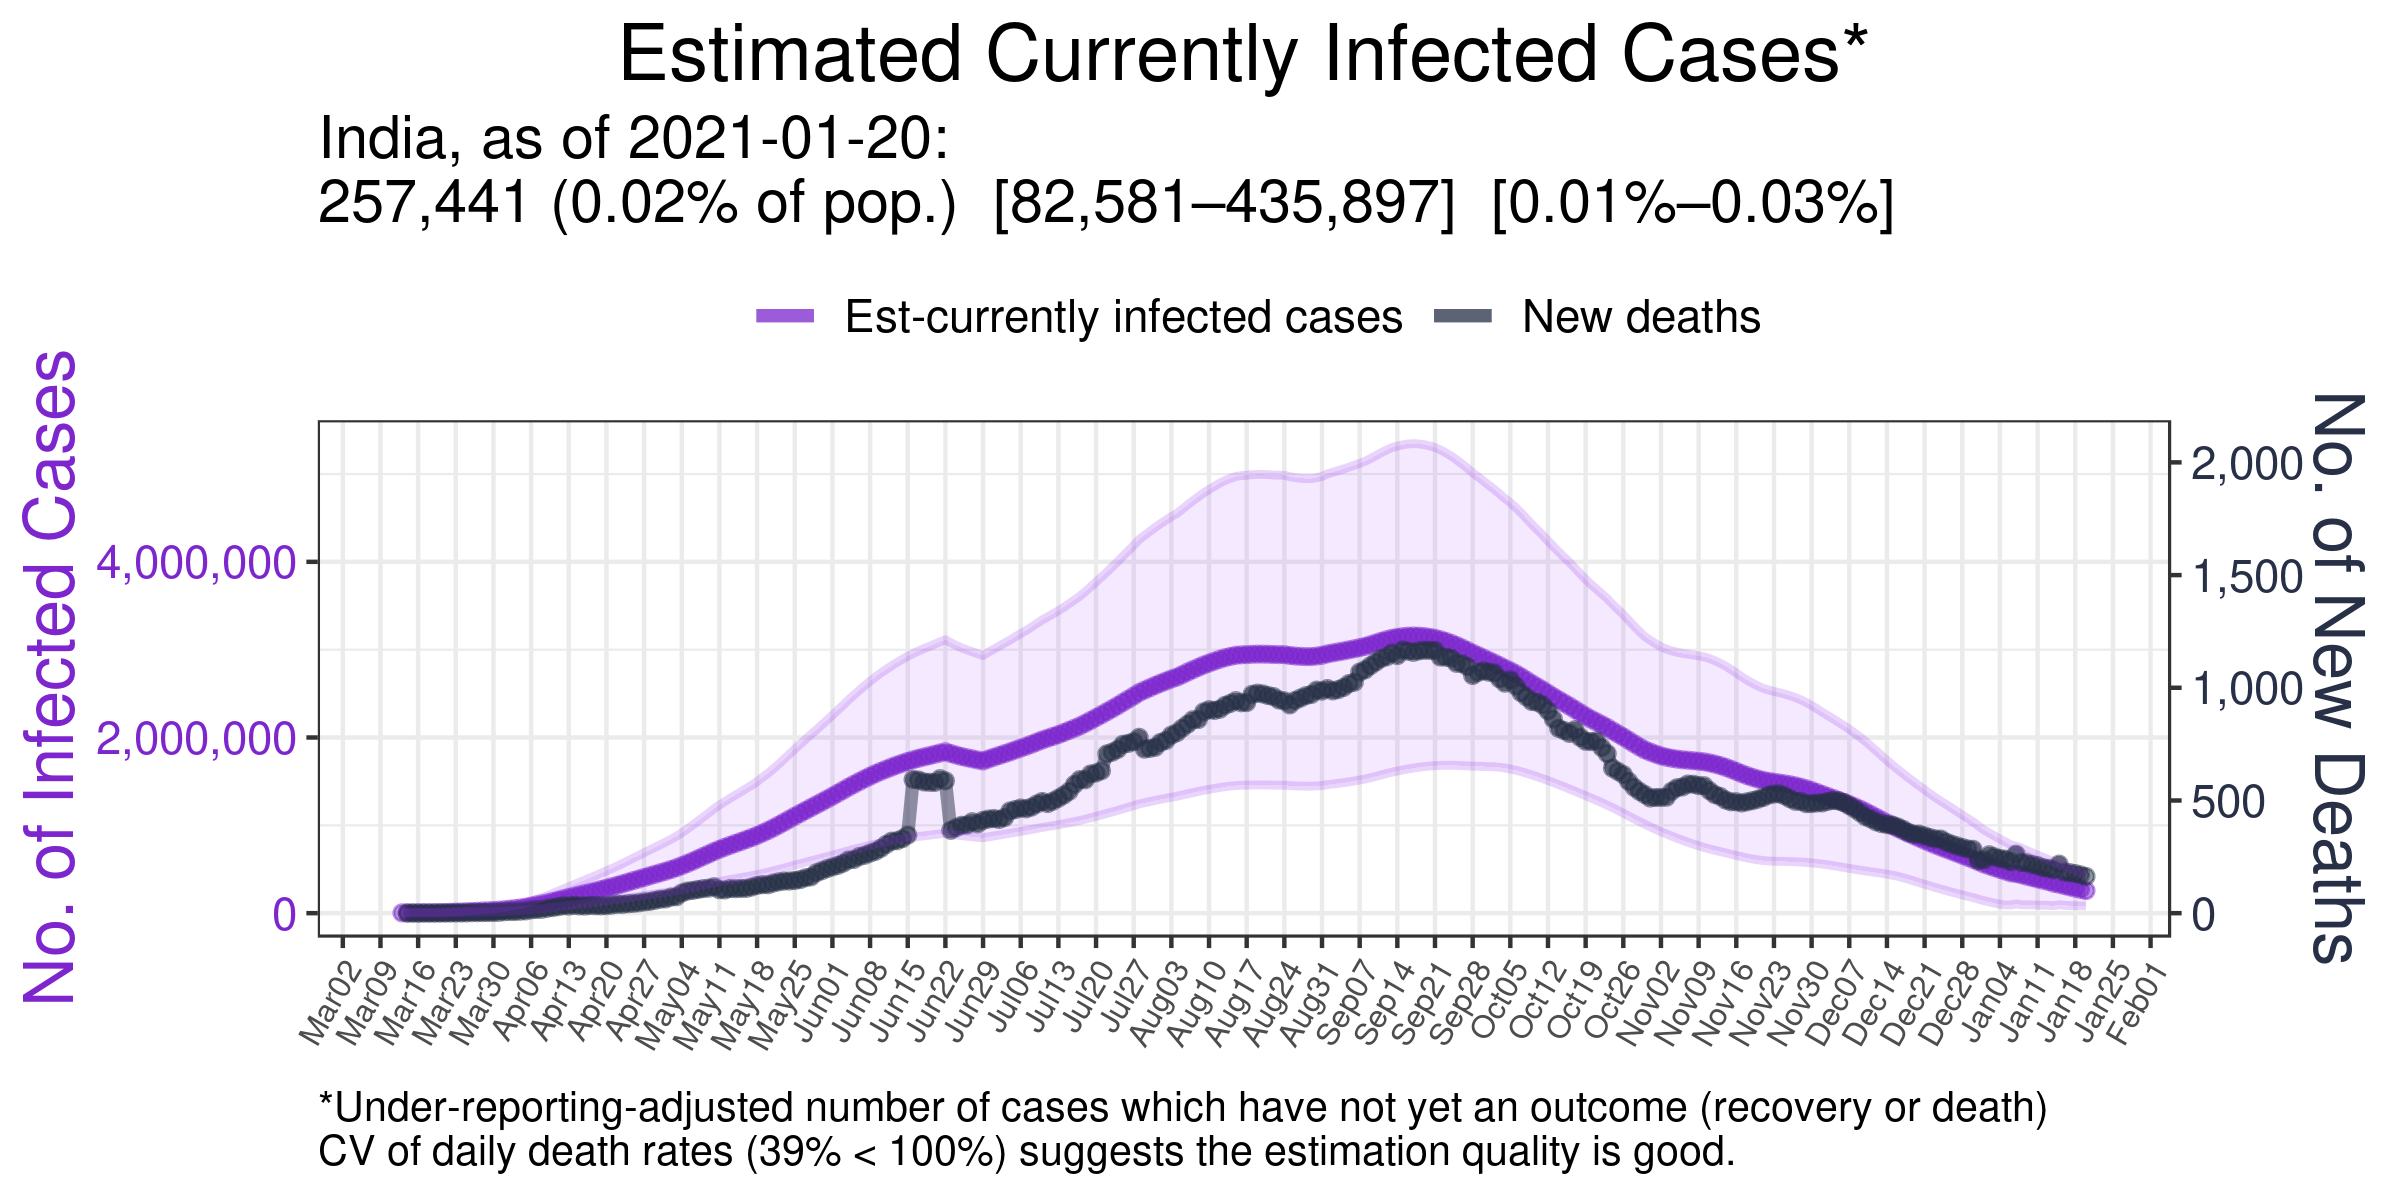 Estimated Currently Infected Cases*
India, as of 2021-01-20:
257,441 (0.02% of pop.)  [82,581–435,897]  [0.01%–0.03%]
Est-currently infected cases
New deaths
No. of Infected Cases
4,000,000
2,000,000
0
2,000
1,500
1,000
500
0
No. of New Deaths
Mar02
Mar09
Mar16
Mar23
Mar30
Apr06
Apr13
Apr20
Apr27
May04
May11
May18
May25
Jun01
Jun08
Jun15
Jun22
Jun29
Jul06
Jul13
Jul20
Jul27
Aug03
Aug10
Aug17
Aug24
Aug31
Sep07
Sep14
Sep21
Sep28
Oct05
Oct12
Oct19
Oct26
Nov02
Nov09
Nov16
Nov23
Nov30
Dec07
Dec14
Dec21
Dec28
Jan04
Jan11
Jan18
Jan25
Feb01
*Under-reporting-adjusted number of cases which have not yet an outcome (recovery or death)
CV of daily death rates (39% < 100%) suggests the estimation quality is good.